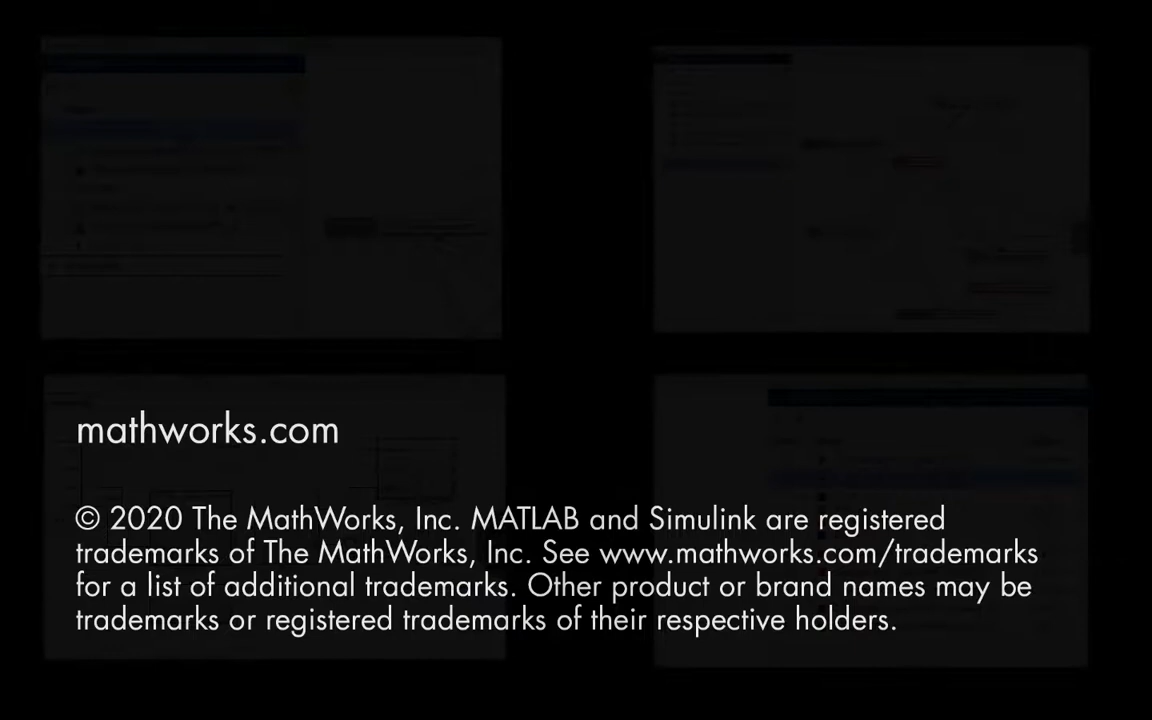 mathworks.com
© 2020 The MathWorks, Inc. MATLAB and Simulink are registered
trademarks of The MathWorks, Inc. See www.mathworks.com/trademarks
for a list of additional trademarks. Other product or brand names may be
trademarks or registered trademarks of their respective holders.